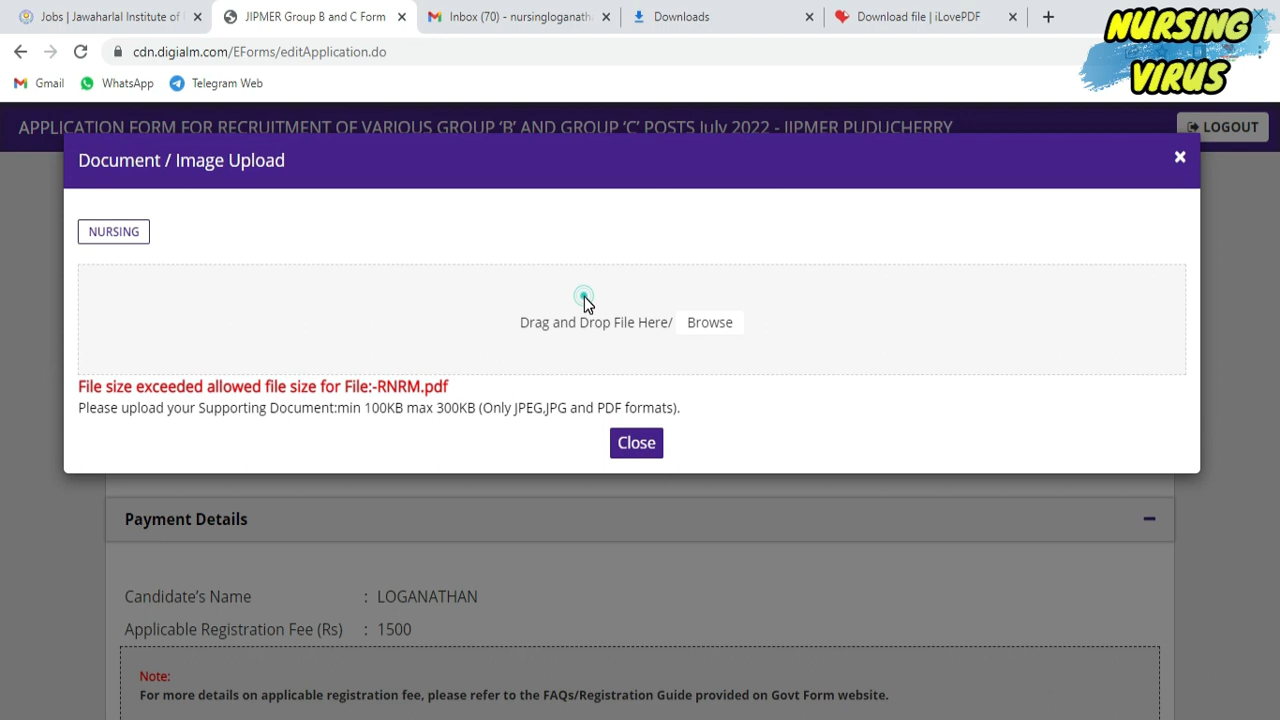 Jobs | Jawaharlal Institute of
JIPMER Group B and C Form
Inbox (70) - nursingloganath
Downloads
Download file | iLovePDF
NURSING
VIRUS
cdn.digialm.com/EForms/editApplication.do
Gmail
WhatsApp
Telegram Web
APPLICATION FORM FOR RECRUITMENT OF VARIOUS GROUP 'B' AND GROUP 'C' POSTS July 2022 - JIPMER PUDUCHERRY
LOGOUT
Document / Image Upload
NURSING
Drag and Drop File Here/ Browse
File size exceeded allowed file size for File:-RNRM.pdf
Please upload your Supporting Document:min 100KB max 300KB (Only JPEG,JPG and PDF formats).
Close
Payment Details
Candidate's Name : LOGANATHAN
Applicable Registration Fee (Rs) : 1500
Note:
For more details on applicable registration fee, please refer to the FAQs/Registration Guide provided on Govt Form website.